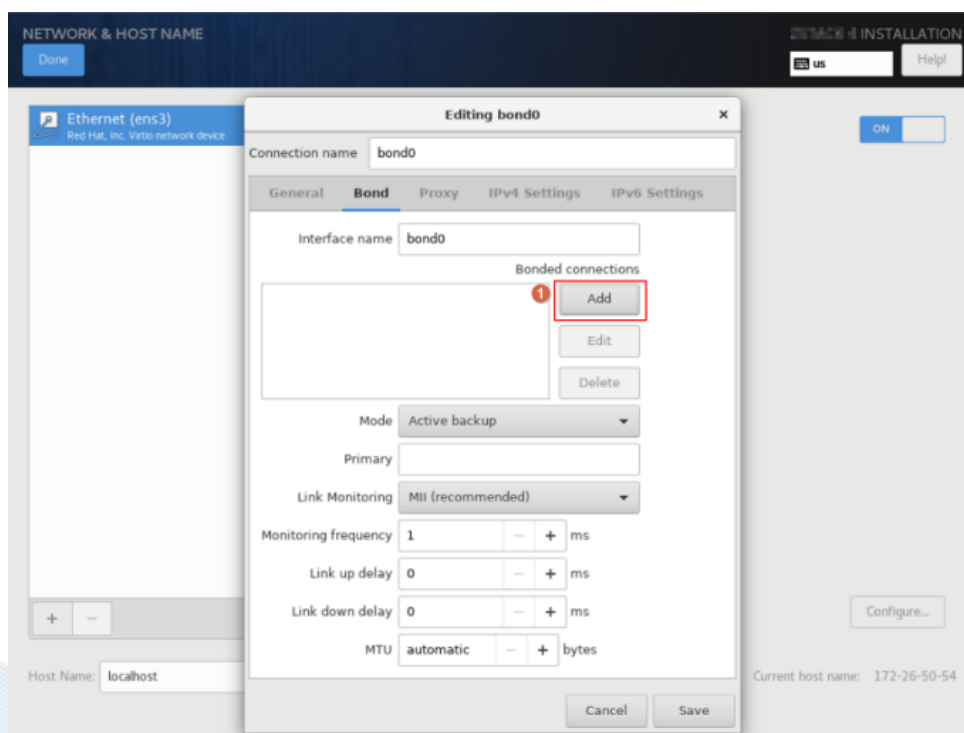 NETWORK & HOST NAME
INSTALLATION
Done
us
Help!
Ethernet (ens3)
Red Hat, Inc. Virtio network device
ON
Editing bond0
Connection name bond0
General Bond Proxy IPv4 Settings IPv6 Settings
Interface name bond0
Bonded connections
1 Add
Edit
Delete
Mode Active backup
Primary
Link Monitoring MII (recommended)
Monitoring frequency 1 − + ms
Link up delay 0 − + ms
Link down delay 0 − + ms
MTU automatic − + bytes
+ −
Configure...
Host Name: localhost
Current host name: 172-26-50-54
Cancel Save